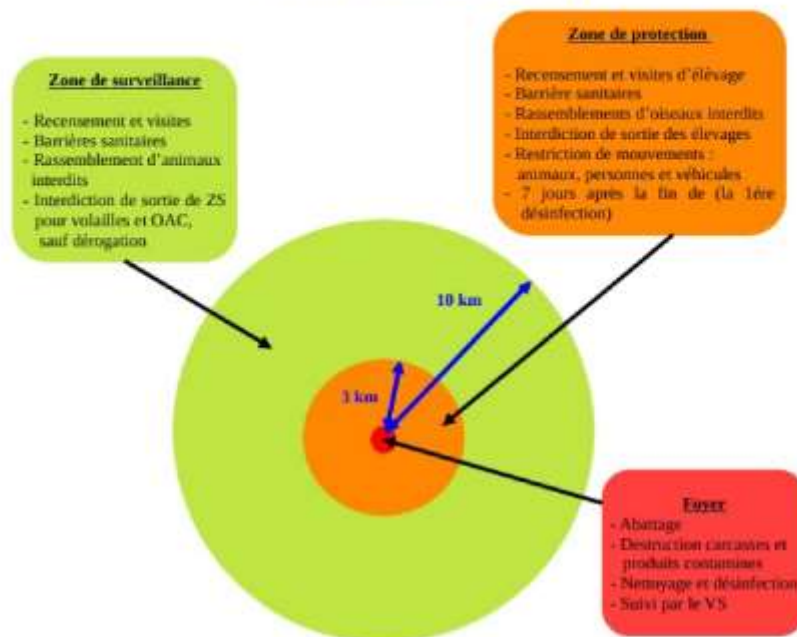 Zone de protection
- Recensement et visites d'élèvage
- Barrière sanitaires
- Rassemblements d'oiseaux interdits
- Interdiction de sortie des élevages
- Restriction de mouvements :
animaux, personnes et véhicules
- 7 jours après la fin de (la 1ére
désinfection)
Zone de surveillance
- Recensement et visites
- Barrières sanitaires
- Rassemblement d'animaux
interdits
- Interdiction de sortie de ZS
pour volailles et OAC,
sauf dérogation
10 km
3 km
Foyer
- Abattage
- Destruction carcasses et
produits contamines
- Nettoyage et désinfection
- Suivi par le VS